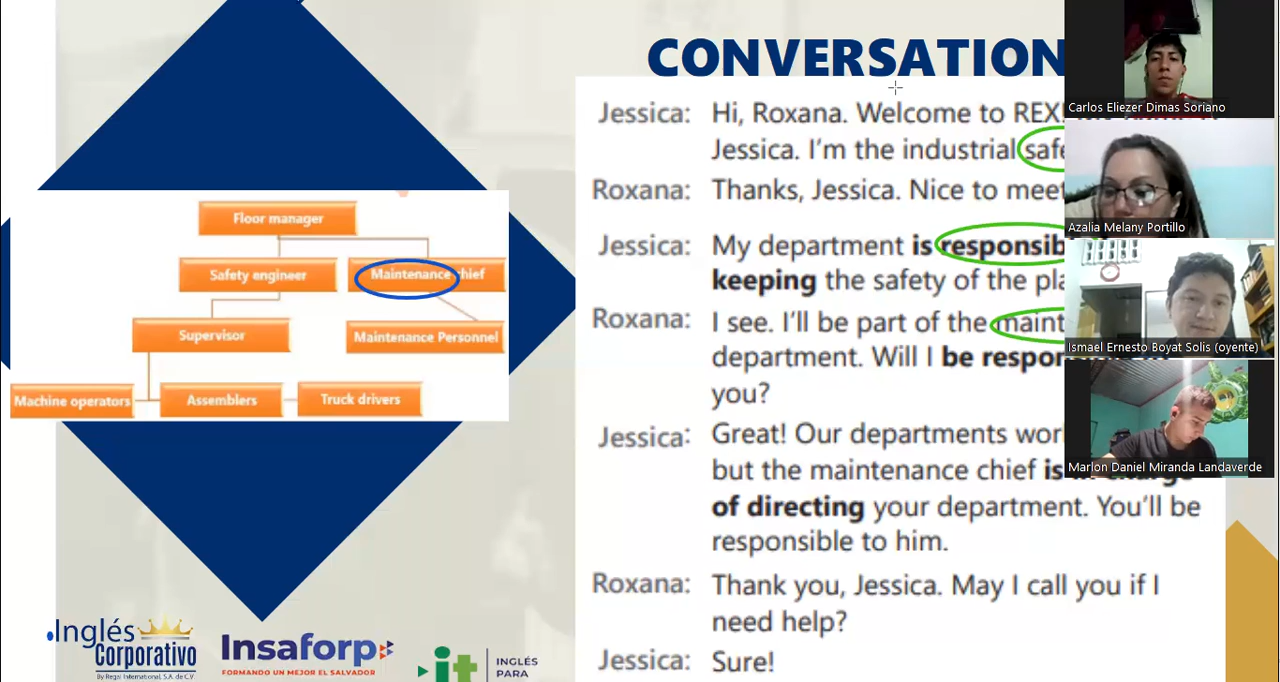 CONVERSATION
Jessica: Hi, Roxana. Welcome to REX!
Jessica. I'm the industrial
Roxana: Thanks, Jessica. Nice to meet
Jessica: My department is
keeping the safety of the
Roxana: I see. I'll be part of the
department. Will I be
you?
Jessica: Great! Our departments
but the maintenance chief is in charge
of directing your department. You'll be
responsible to him.
Roxana: Thank you, Jessica. May I call you if I
need help?
Jessica: Sure!
Floor manager
Safety engineer
Maintenance chief
Supervisor
Maintenance Personnel
Machine operators
Assemblers
Truck drivers
Carlos Eliezer Dimas Soriano
Azalia Melany Portillo
Ismael Ernesto Boyat Solis (oyente)
Marlon Daniel Miranda Landaverde
Inglés
Corporativo
By Regal International, S.A. de C.V.
Insaforp
FORMANDO UN MEJOR EL SALVADOR
it
INGLÉS
PARA